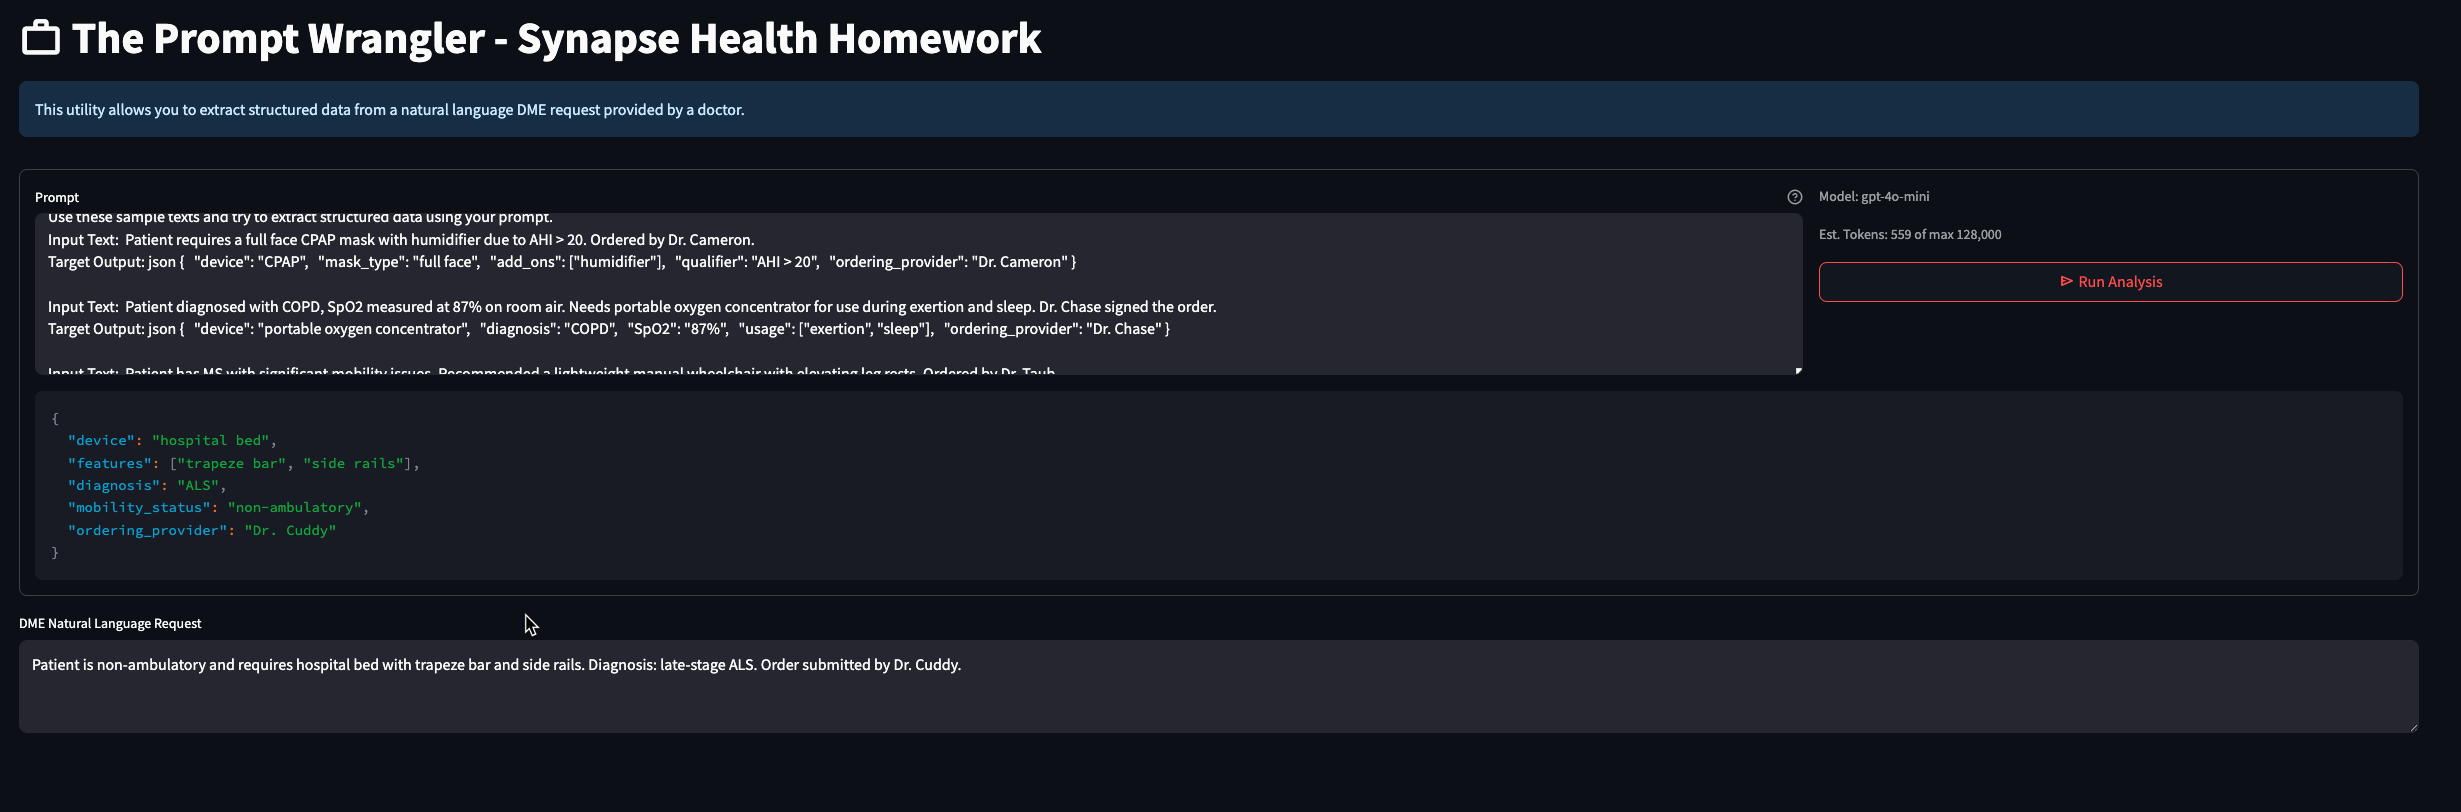 The Prompt Wrangler - Synapse Health Homework
This utility allows you to extract structured data from a natural language DME request provided by a doctor.
Prompt
Model: gpt-4o-mini
Use these sample texts and try to extract structured data using your prompt.
Input Text:  Patient requires a full face CPAP mask with humidifier due to AHI > 20. Ordered by Dr. Cameron.
Target Output: json {   "device": "CPAP",   "mask_type": "full face",   "add_ons": ["humidifier"],   "qualifier": "AHI > 20",   "ordering_provider": "Dr. Cameron" }
Input Text:  Patient diagnosed with COPD, SpO2 measured at 87% on room air. Needs portable oxygen concentrator for use during exertion and sleep. Dr. Chase signed the order.
Target Output: json {   "device": "portable oxygen concentrator",   "diagnosis": "COPD",   "SpO2": "87%",   "usage": ["exertion", "sleep"],   "ordering_provider": "Dr. Chase" }
Input Text:  Patient has MS with significant mobility issues. Recommended a lightweight manual wheelchair with elevating leg rests. Ordered by Dr. Taub.
Est. Tokens: 559 of max 128,000
Run Analysis
{
"device": "hospital bed",
"features": ["trapeze bar", "side rails"],
"diagnosis": "ALS",
"mobility_status": "non-ambulatory",
"ordering_provider": "Dr. Cuddy"
}
DME Natural Language Request
Patient is non-ambulatory and requires hospital bed with trapeze bar and side rails. Diagnosis: late-stage ALS. Order submitted by Dr. Cuddy.